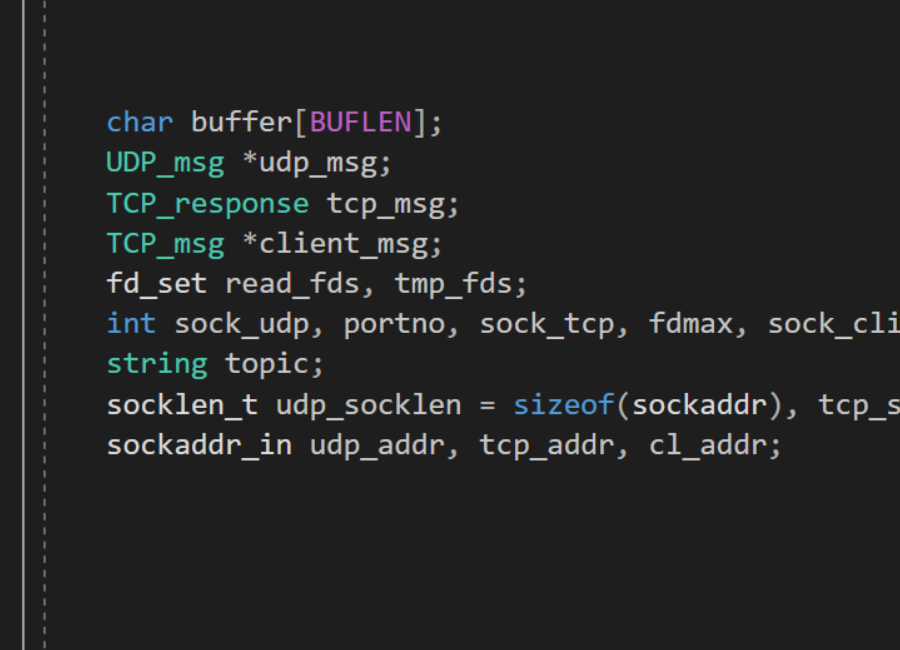 char buffer[BUFLEN];
UDP_msg *udp_msg;
TCP_response tcp_msg;
TCP_msg *client_msg;
fd_set read_fds, tmp_fds;
int sock_udp, portno, sock_tcp, fdmax, sock_cli
string topic;
socklen_t udp_socklen = sizeof(sockaddr), tcp_s
sockaddr_in udp_addr, tcp_addr, cl_addr;